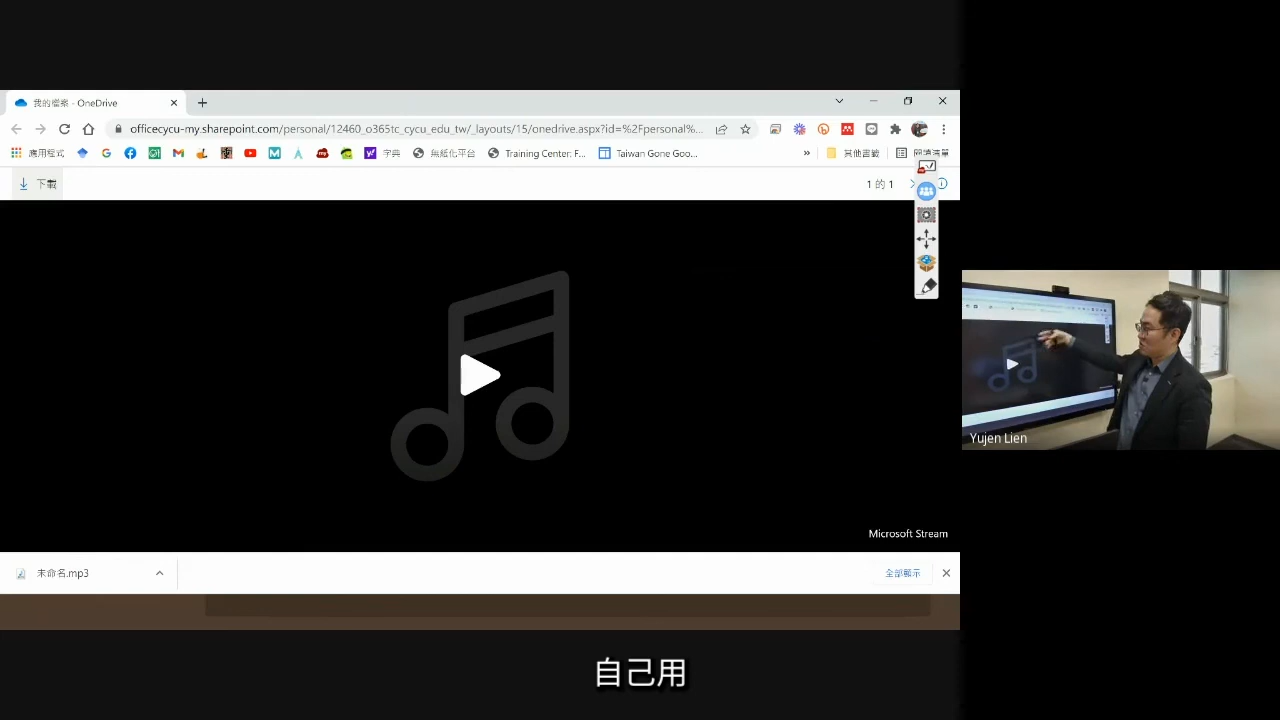 我的檔案 - OneDrive
officecycu-my.sharepoint.com/personal/12460_o365tc_cycu_edu_tw/_layouts/15/onedrive.aspx?id=%2Fpersonal%...
應用程式
字典
無紙化平台
Training Center: F...
Taiwan Gone Goo...
»
其他書籤
閱讀清單
下載
1 的 1
Microsoft Stream
Yujen Lien
未命名.mp3
全部顯示
自己用